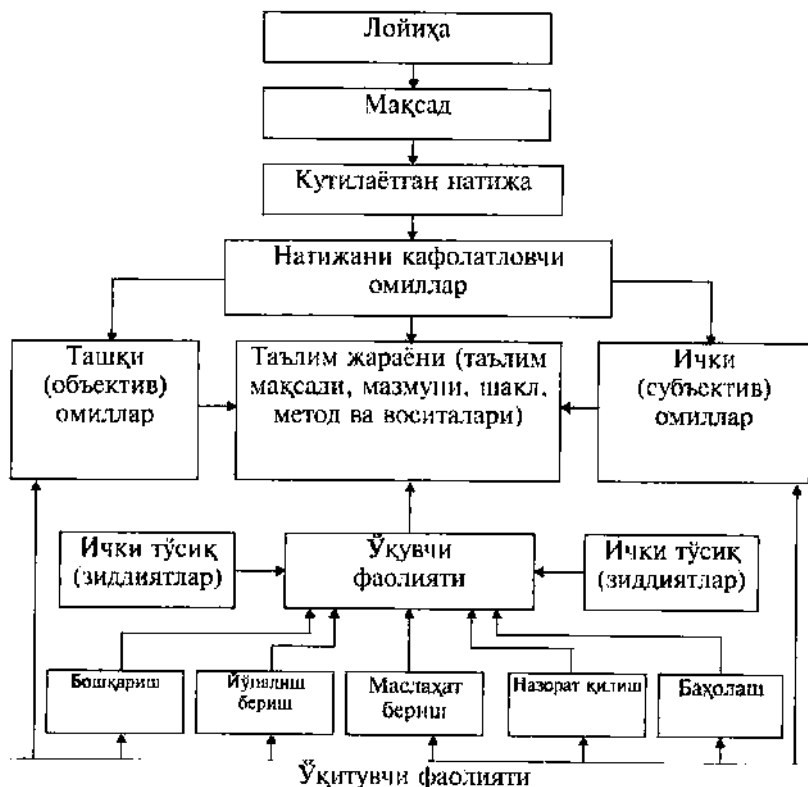 Лойиҳа
Мақсад
Кутилаётган натижа
Натижани кафолатловчи
омиллар
Ташқи
(объектив)
омиллар
Таълим жараёни (таълим
мақсади, мазмуни, шакл,
метод ва воситалари)
Ички
(субъектив)
омиллар
Ички тўсиқ
(зиддиятлар)
Ўқувчи
фаолияти
Ички тўсиқ
(зиддиятлар)
Бошқариш
Йўналиш
бериш
Маслаҳат
бериш
Назорат қилиш
Баҳолаш
Ўқитувчи фаолияти